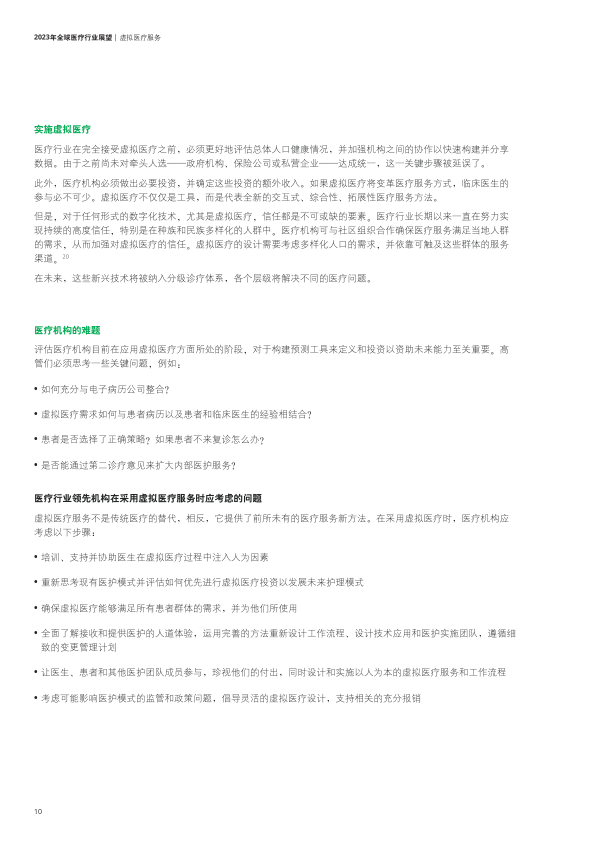 2023年全球医疗行业展望 | 虚拟医疗服务
实施虚拟医疗
医疗行业在完全接受虚拟医疗之前，必须更好地评估总体人口健康情况，并加强机构之间的协作以快速构建并分享
数据。由于之前尚未对牵头人选——政府机构、保险公司或私营企业——达成统一，这一关键步骤被延误了。
此外，医疗机构必须做出必要投资，并确定这些投资的额外收入。如果虚拟医疗将变革医疗服务方式，临床医生的
参与必不可少。虚拟医疗不仅仅是工具，而是代表全新的交互式、综合性、拓展性医疗服务方法。
但是，对于任何形式的数字化技术，尤其是虚拟医疗，信任都是不可或缺的要素。医疗行业长期以来一直在努力实
现持续的高度信任，特别是在种族和民族多样化的人群中。医疗机构可与社区组织合作确保医疗服务满足当地人群
的需求，从而加强对虚拟医疗的信任。虚拟医疗的设计需要考虑多样化人口的需求，并依靠可触及这些群体的服务
渠道。20
在未来，这些新兴技术将被纳入分级诊疗体系，各个层级将解决不同的医疗问题。
医疗机构的难题
评估医疗机构目前在应用虚拟医疗方面所处的阶段，对于构建预测工具来定义和投资以资助未来能力至关重要。高
管们必须思考一些关键问题，例如：
• 如何充分与电子病历公司整合？
• 虚拟医疗需求如何与患者病历以及患者和临床医生的经验相结合？
• 患者是否选择了正确策略？如果患者不来复诊怎么办？
• 是否能通过第二诊疗意见来扩大内部医护服务？
医疗行业领先机构在采用虚拟医疗服务时应考虑的问题
虚拟医疗服务不是传统医疗的替代，相反，它提供了前所未有的医疗服务新方法。在采用虚拟医疗时，医疗机构应
考虑以下步骤：
• 培训、支持并协助医生在虚拟医疗过程中注入人为因素
• 重新思考现有医护模式并评估如何优先进行虚拟医疗投资以发展未来护理模式
• 确保虚拟医疗能够满足所有患者群体的需求，并为他们所使用
• 全面了解接收和提供医护的人道体验，运用完善的方法重新设计工作流程、设计技术应用和医护实施团队，遵循细
致的变更管理计划
• 让医生、患者和其他医护团队成员参与，珍视他们的付出，同时设计和实施以人为本的虚拟医疗服务和工作流程
• 考虑可能影响医护模式的监管和政策问题，倡导灵活的虚拟医疗设计，支持相关的充分报销
10